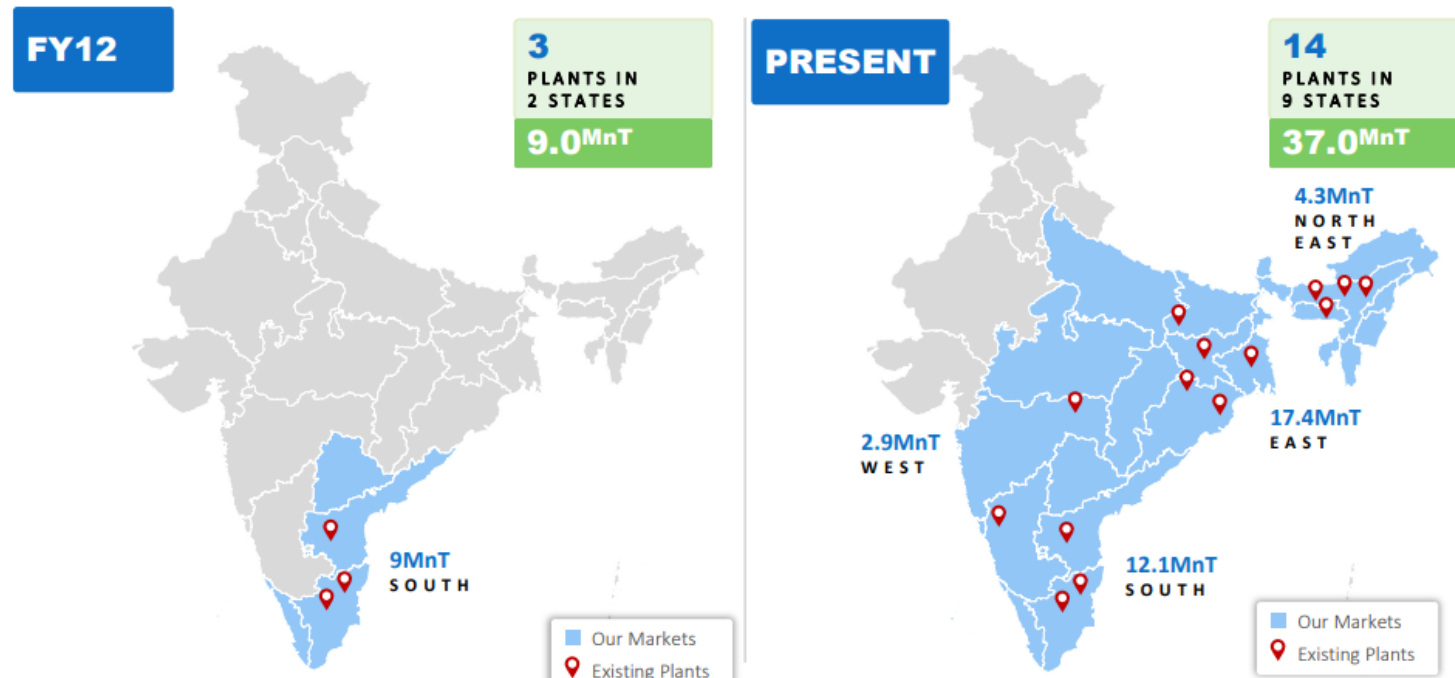 FY12
3
PLANTS IN
2 STATES
9.0MnT
9MnT
SOUTH
Our Markets
Existing Plants
PRESENT
14
PLANTS IN
9 STATES
37.0MnT
4.3MnT
NORTH
EAST
17.4MnT
EAST
2.9MnT
WEST
12.1MnT
SOUTH
Our Markets
Existing Plants